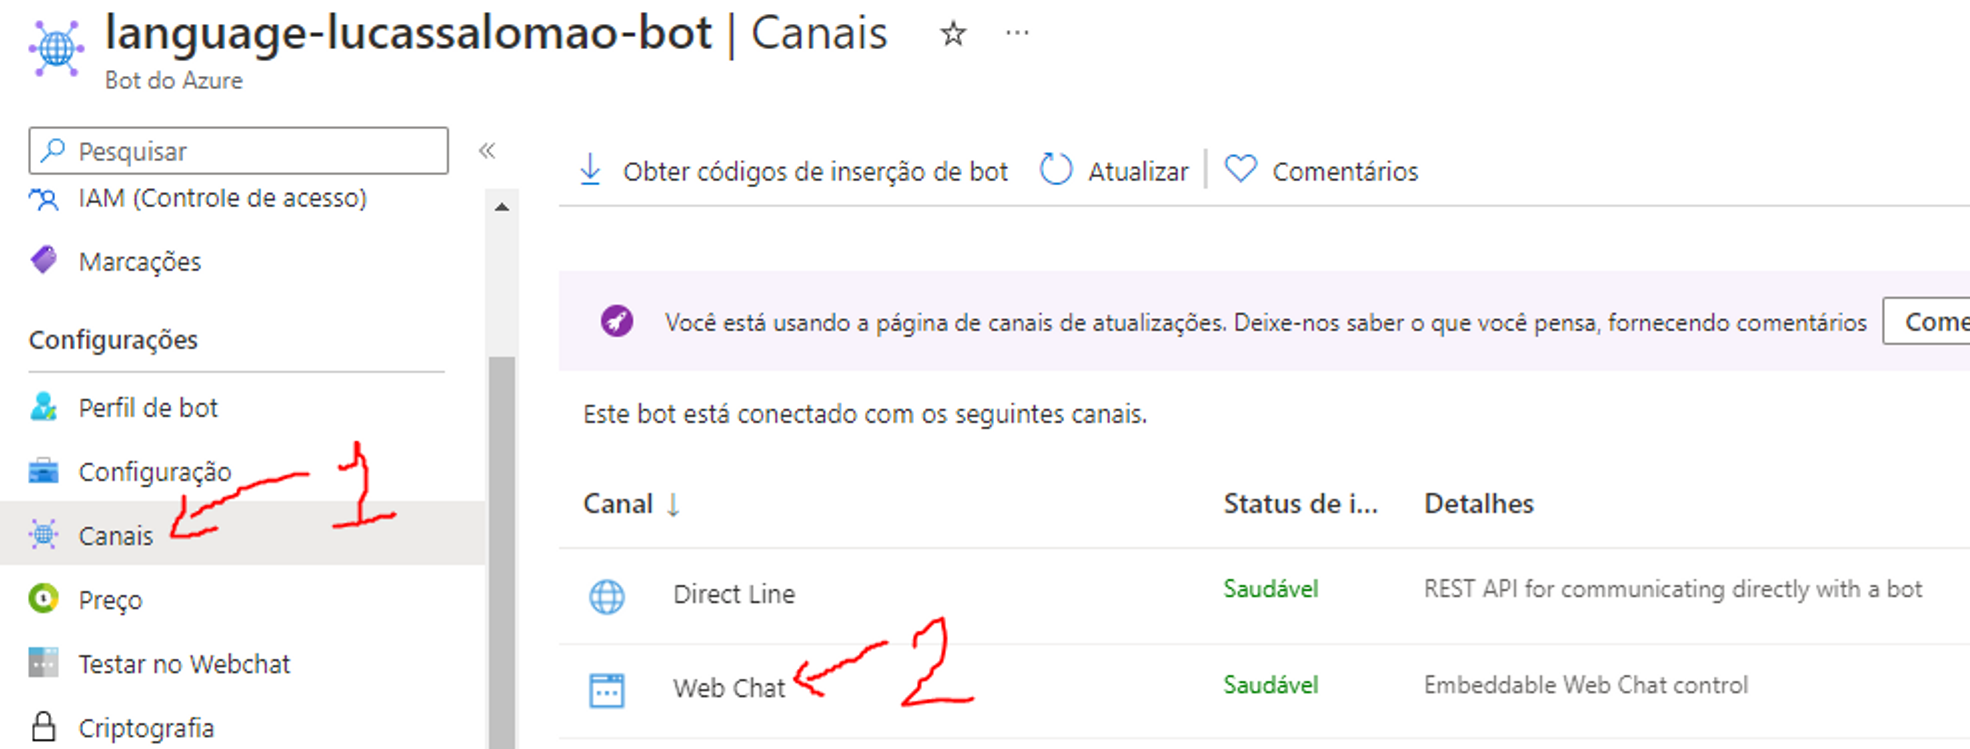 language-lucassalomao-bot | Canais
Bot do Azure
Pesquisar
IAM (Controle de acesso)
Marcações
Configurações
Perfil de bot
Configuração
Canais
1
Preço
Testar no Webchat
Criptografia
Obter códigos de inserção de bot
Atualizar
Comentários
Você está usando a página de canais de atualizações. Deixe-nos saber o que você pensa, fornecendo comentários
Come
Este bot está conectado com os seguintes canais.
Canal ↓ Status de i... Detalhes
Direct Line Saudável REST API for communicating directly with a bot
Web Chat 2 Saudável Embeddable Web Chat control